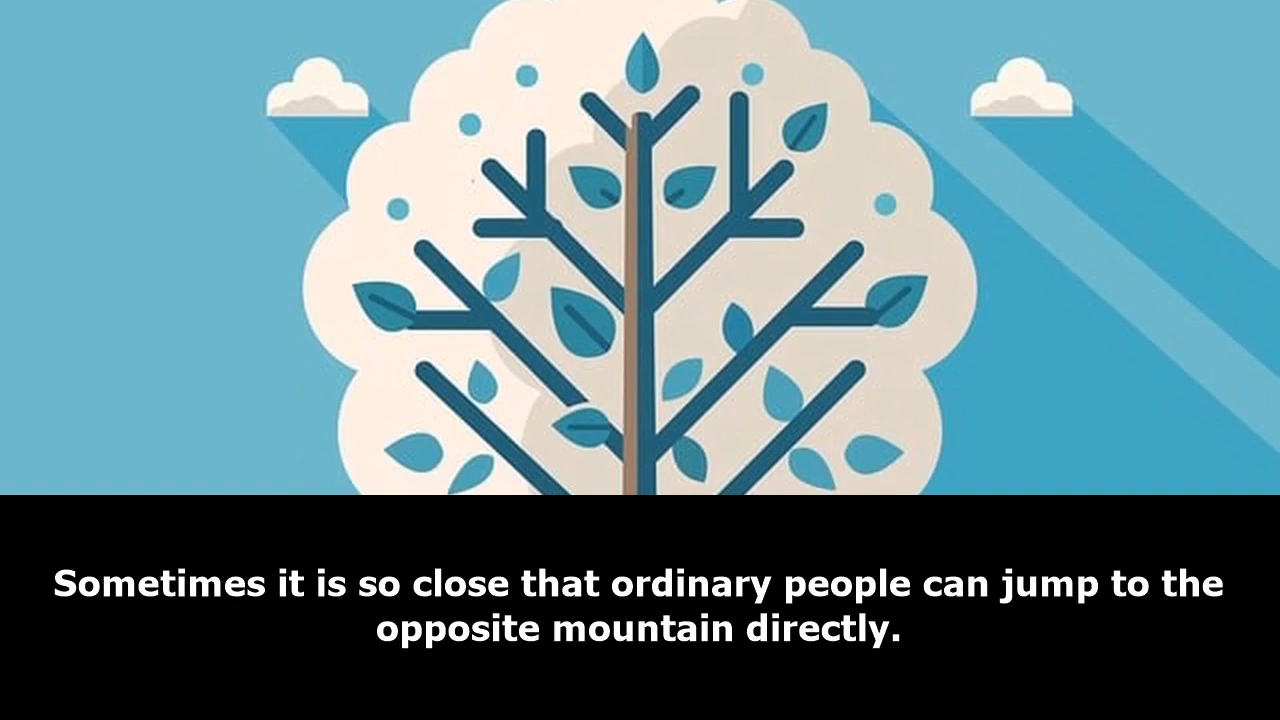 Sometimes it is so close that ordinary people can jump to the
opposite mountain directly.